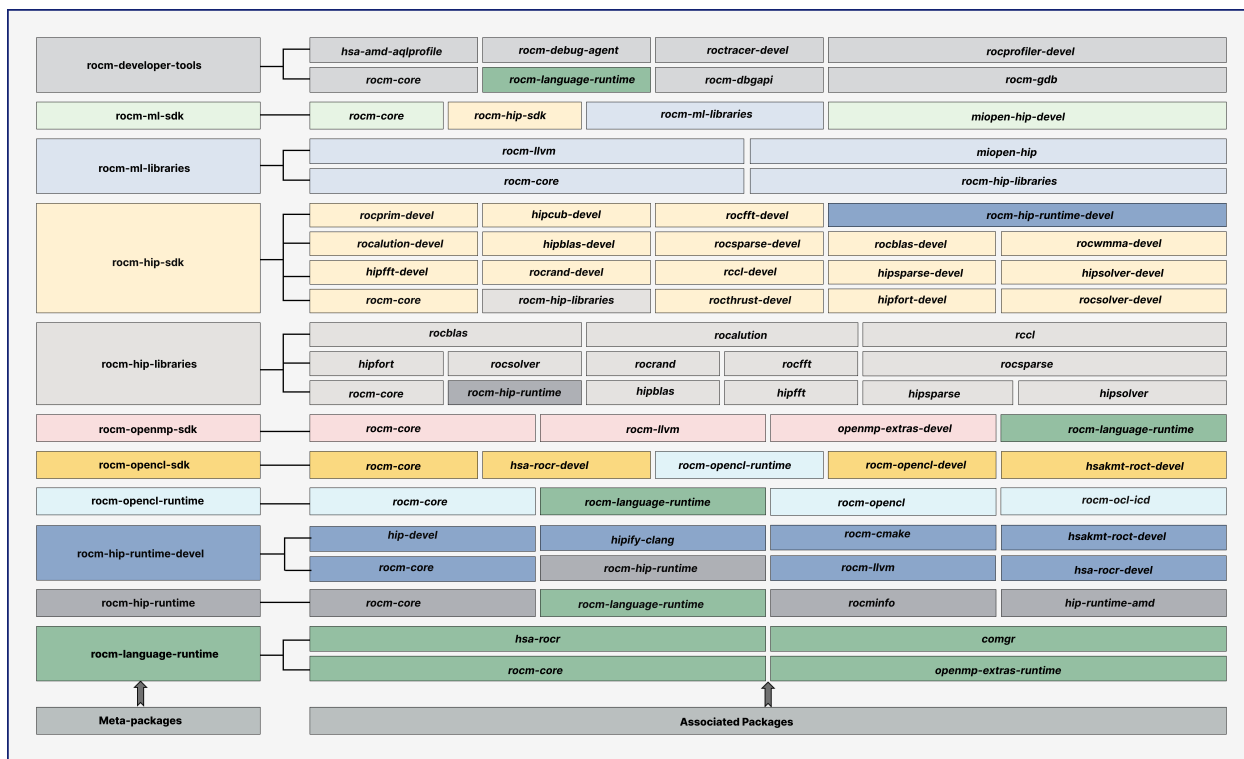 rocm-developer-tools
hsa-amd-aqlprofile
rocm-debug-agent
roctracer-devel
rocprofiler-devel
rocm-core
rocm-language-runtime
rocm-dbgapi
rocm-gdb
rocm-ml-sdk
rocm-core
rocm-hip-sdk
rocm-ml-libraries
miopen-hip-devel
rocm-ml-libraries
rocm-llvm
miopen-hip
rocm-core
rocm-hip-libraries
rocm-hip-sdk
rocprim-devel
hipcub-devel
rocfft-devel
rocm-hip-runtime-devel
rocalution-devel
hipblas-devel
rocsparse-devel
rocblas-devel
rocwmma-devel
hipfft-devel
rocrand-devel
rccl-devel
hipsparse-devel
hipsolver-devel
rocm-core
rocm-hip-libraries
rocthrust-devel
hipfort-devel
rocsolver-devel
rocm-hip-libraries
rocblas
rocalution
rccl
hipfort
rocsolver
rocrand
rocfft
rocsparse
rocm-core
rocm-hip-runtime
hipblas
hipfft
hipsparse
hipsolver
rocm-openmp-sdk
rocm-core
rocm-llvm
openmp-extras-devel
rocm-language-runtime
rocm-opencl-sdk
rocm-core
hsa-rocr-devel
rocm-opencl-runtime
rocm-opencl-devel
hsakmt-roct-devel
rocm-opencl-runtime
rocm-core
rocm-language-runtime
rocm-opencl
rocm-ocl-icd
rocm-hip-runtime-devel
hip-devel
hipify-clang
rocm-cmake
hsakmt-roct-devel
rocm-core
rocm-hip-runtime
rocm-llvm
hsa-rocr-devel
rocm-hip-runtime
rocm-core
rocm-language-runtime
rocminfo
hip-runtime-amd
rocm-language-runtime
hsa-rocr
comgr
rocm-core
openmp-extras-runtime
Meta-packages
Associated Packages